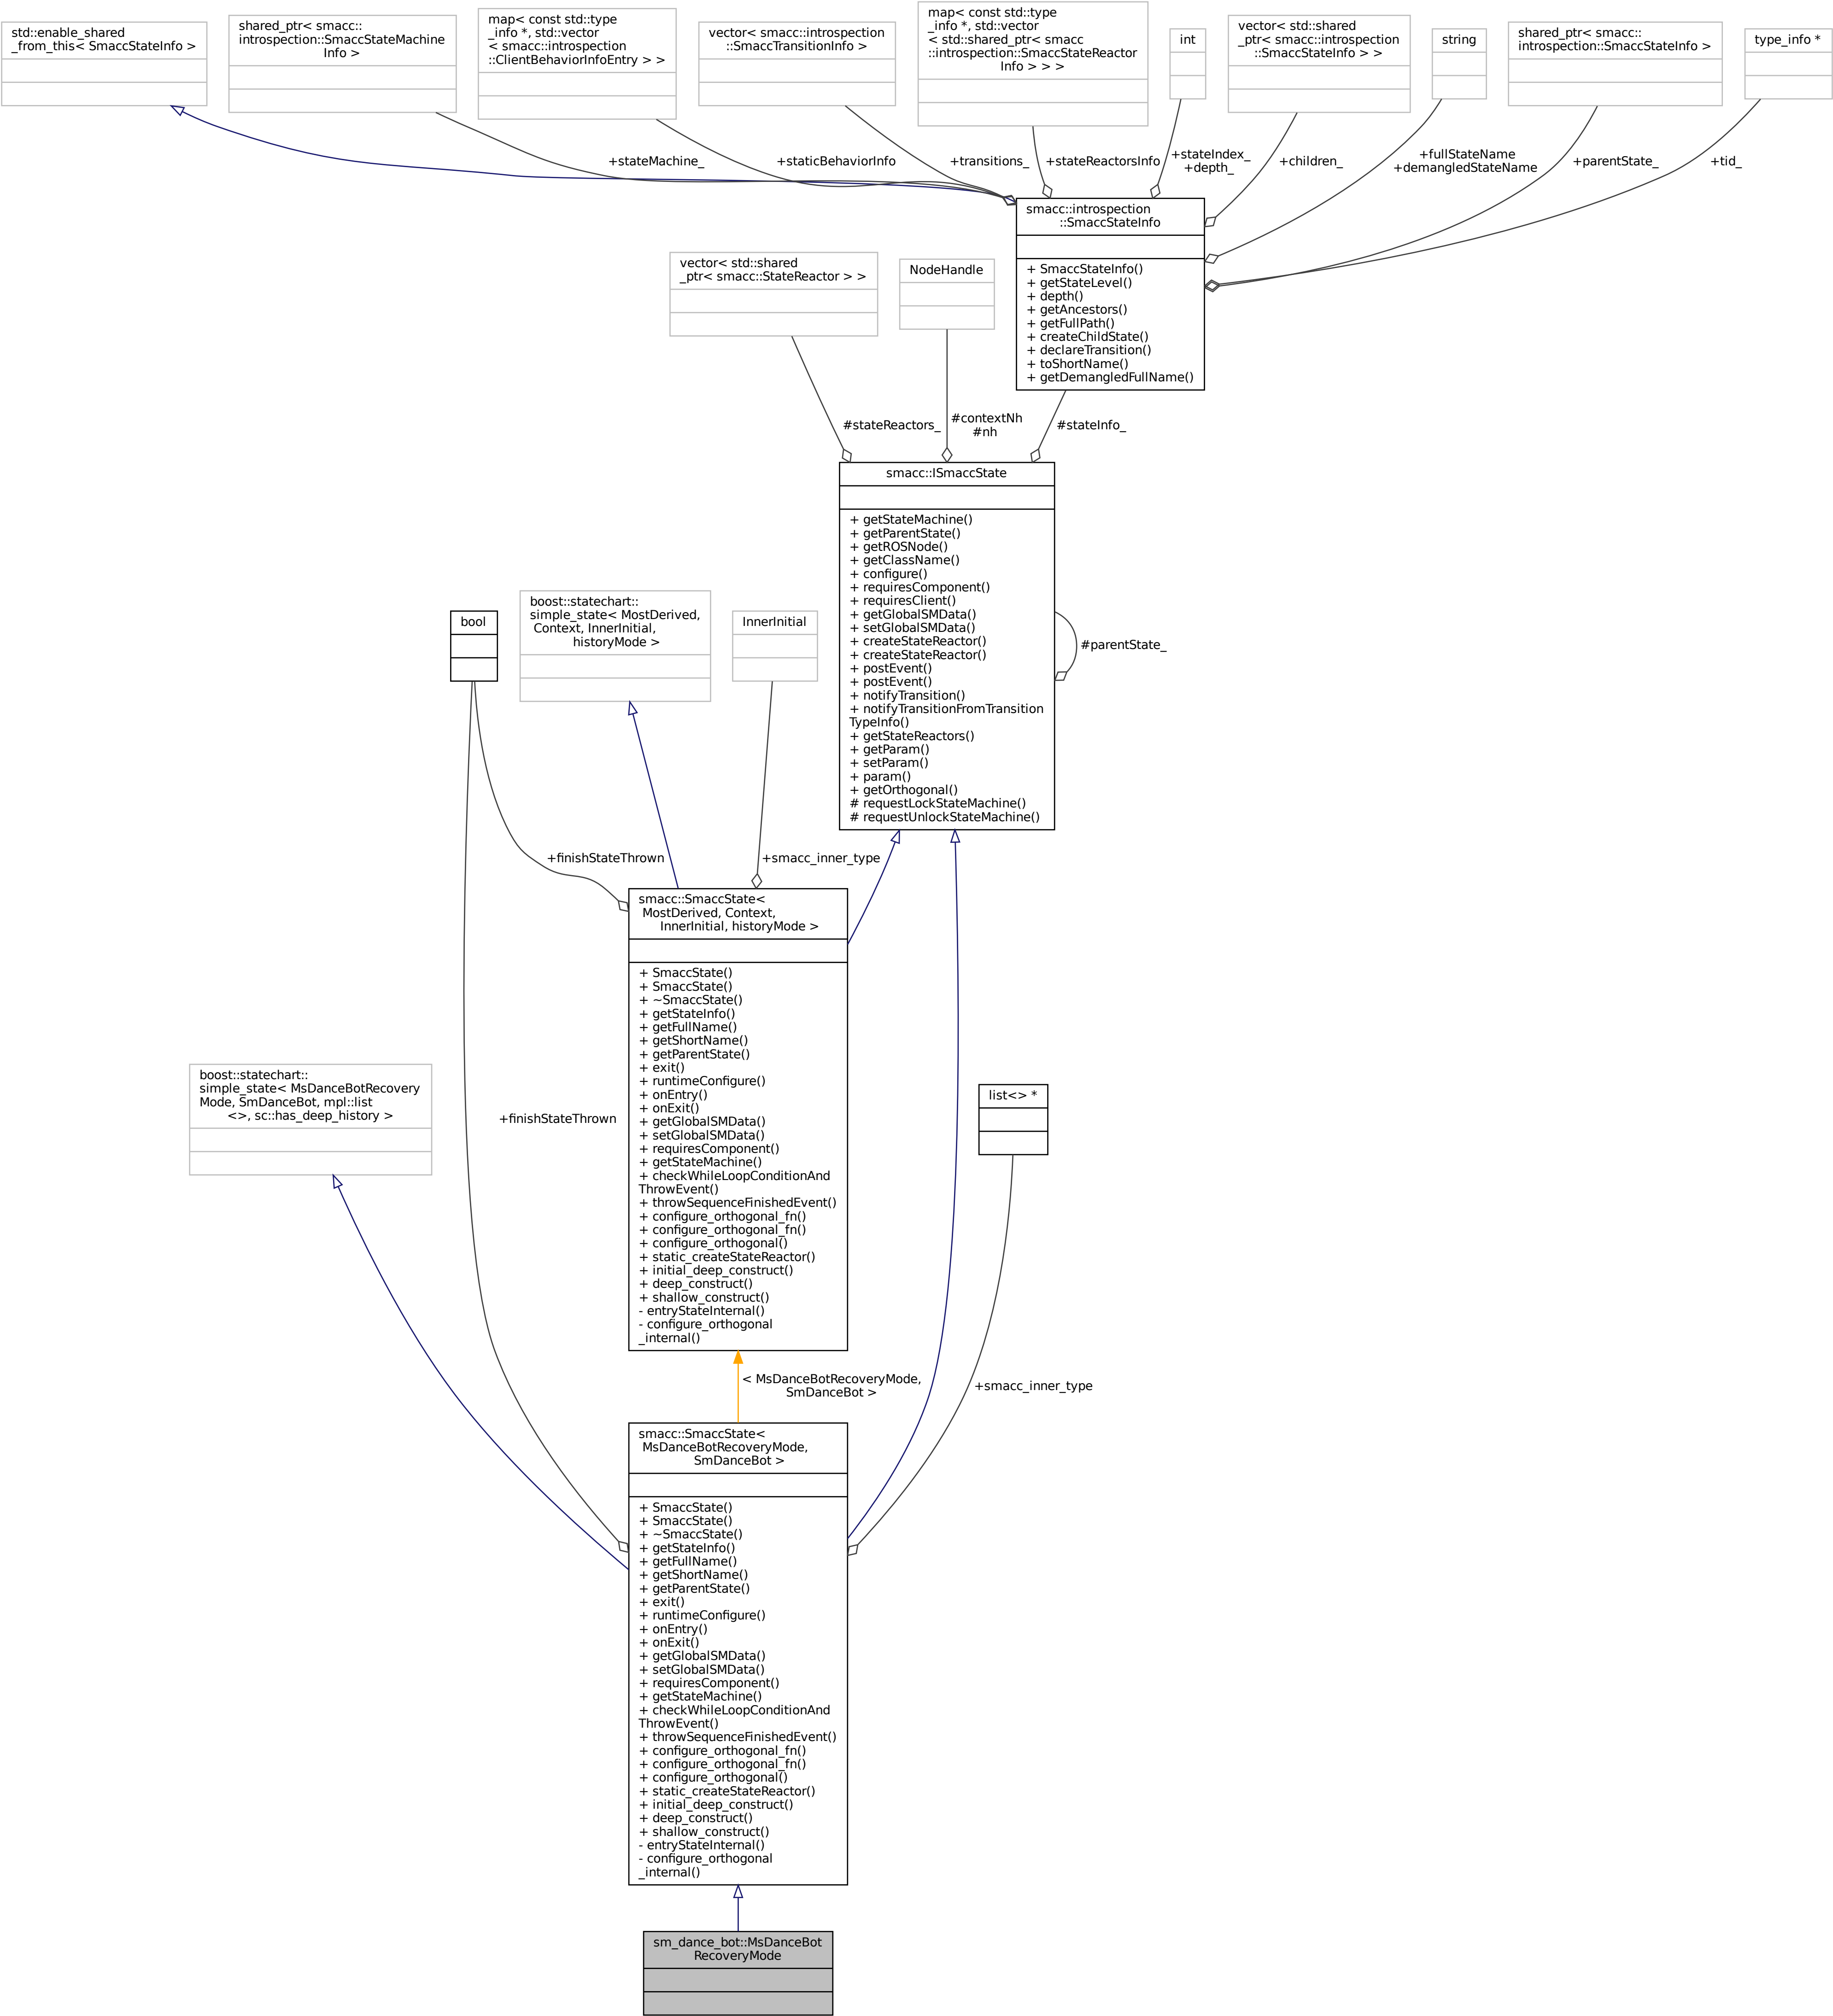 std::enable_shared
_from_this< SmaccStateInfo >
shared_ptr< smacc::
introspection::SmaccStateMachine
Info >
map< const std::type
_info *, std::vector
< smacc::introspection
::ClientBehaviorInfoEntry > >
vector< smacc::introspection
::SmaccTransitionInfo >
map< const std::type
_info *, std::vector
< std::shared_ptr< smacc
::introspection::SmaccStateReactor
Info > > >
int
vector< std::shared
_ptr< smacc::introspection
::SmaccStateInfo > >
string
shared_ptr< smacc::
introspection::SmaccStateInfo >
type_info *
+stateMachine_
+staticBehaviorInfo
+transitions_
+stateReactorsInfo
+stateIndex_
+depth_
+children_
+fullStateName
+demangledStateName
+parentState_
+tid_
smacc::introspection
::SmaccStateInfo
+ SmaccStateInfo()
+ getStateLevel()
+ depth()
+ getAncestors()
+ getFullPath()
+ createChildState()
+ declareTransition()
+ toShortName()
+ getDemangledFullName()
vector< std::shared
_ptr< smacc::StateReactor > >
NodeHandle
#stateReactors_
#contextNh
#nh
#stateInfo_
smacc::ISmaccState
+ getStateMachine()
+ getParentState()
+ getROSNode()
+ getClassName()
+ configure()
+ requiresComponent()
+ requiresClient()
+ getGlobalSMData()
+ setGlobalSMData()
+ createStateReactor()
+ createStateReactor()
+ postEvent()
+ postEvent()
+ notifyTransition()
+ notifyTransitionFromTransition
TypeInfo()
+ getStateReactors()
+ getParam()
+ setParam()
+ param()
+ getOrthogonal()
# requestLockStateMachine()
# requestUnlockStateMachine()
#parentState_
bool
boost::statechart::
simple_state< MostDerived,
Context, InnerInitial,
historyMode >
InnerInitial
+finishStateThrown
+smacc_inner_type
smacc::SmaccState<
MostDerived, Context,
InnerInitial, historyMode >
+ SmaccState()
+ SmaccState()
+ ~SmaccState()
+ getStateInfo()
+ getFullName()
+ getShortName()
+ getParentState()
+ exit()
+ runtimeConfigure()
+ onEntry()
+ onExit()
+ getGlobalSMData()
+ setGlobalSMData()
+ requiresComponent()
+ getStateMachine()
+ checkWhileLoopConditionAnd
ThrowEvent()
+ throwSequenceFinishedEvent()
+ configure_orthogonal_fn()
+ configure_orthogonal_fn()
+ configure_orthogonal()
+ static_createStateReactor()
+ initial_deep_construct()
+ deep_construct()
+ shallow_construct()
- entryStateInternal()
- configure_orthogonal
_internal()
boost::statechart::
simple_state< MsDanceBotRecovery
Mode, SmDanceBot, mpl::list
<>, sc::has_deep_history >
+finishStateThrown
list<> *
< MsDanceBotRecoveryMode,
SmDanceBot >
+smacc_inner_type
smacc::SmaccState<
MsDanceBotRecoveryMode,
SmDanceBot >
+ SmaccState()
+ SmaccState()
+ ~SmaccState()
+ getStateInfo()
+ getFullName()
+ getShortName()
+ getParentState()
+ exit()
+ runtimeConfigure()
+ onEntry()
+ onExit()
+ getGlobalSMData()
+ setGlobalSMData()
+ requiresComponent()
+ getStateMachine()
+ checkWhileLoopConditionAnd
ThrowEvent()
+ throwSequenceFinishedEvent()
+ configure_orthogonal_fn()
+ configure_orthogonal_fn()
+ configure_orthogonal()
+ static_createStateReactor()
+ initial_deep_construct()
+ deep_construct()
+ shallow_construct()
- entryStateInternal()
- configure_orthogonal
_internal()
sm_dance_bot::MsDanceBot
RecoveryMode